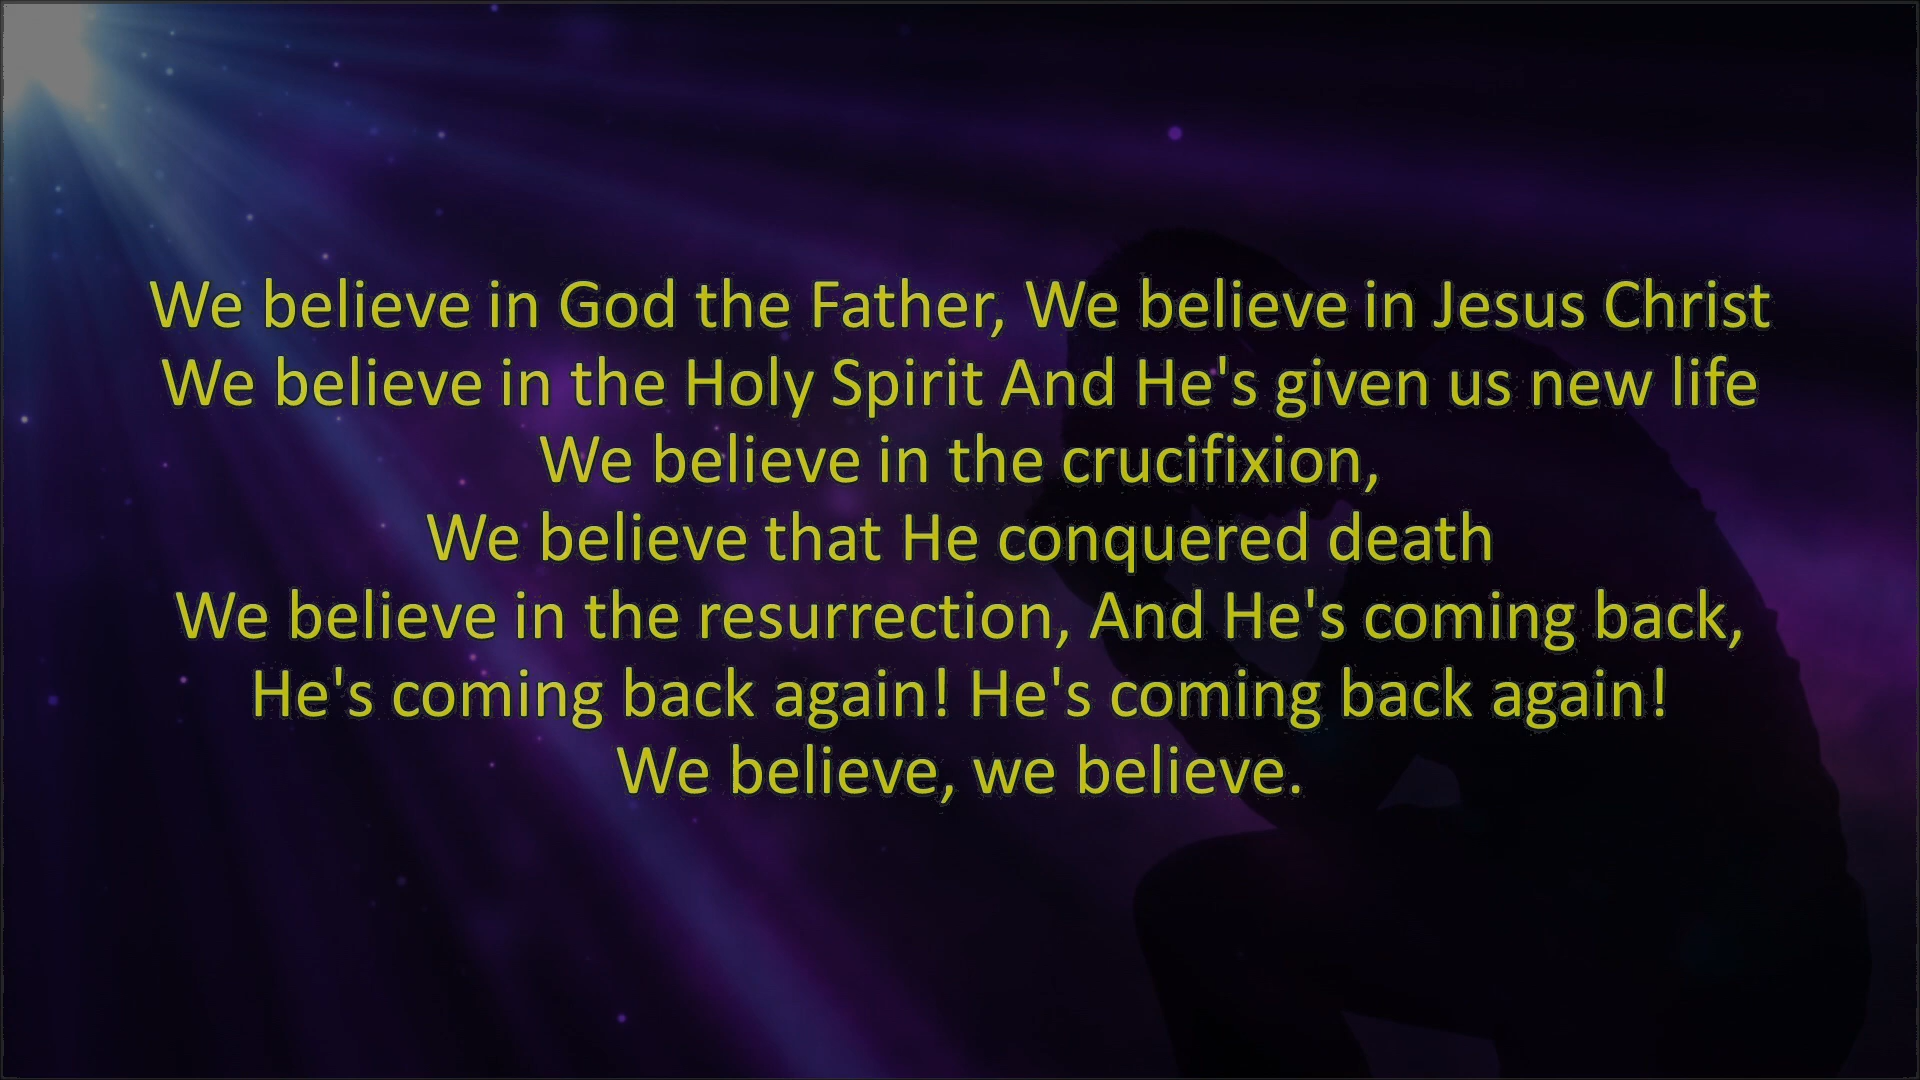 We believe in God the Father, We believe in Jesus Christ
We believe in the Holy Spirit And He's given us new life
We believe in the crucifixion,
We believe that He conquered death
We believe in the resurrection, And He's coming back,
He's coming back again! He's coming back again!
We believe, we believe.